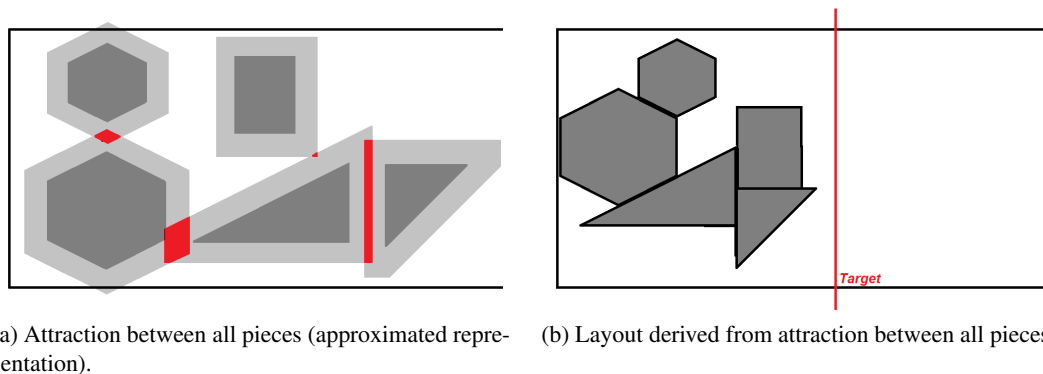 Target
a) Attraction between all pieces (approximated repre-
entation).
(b) Layout derived from attraction between all pieces